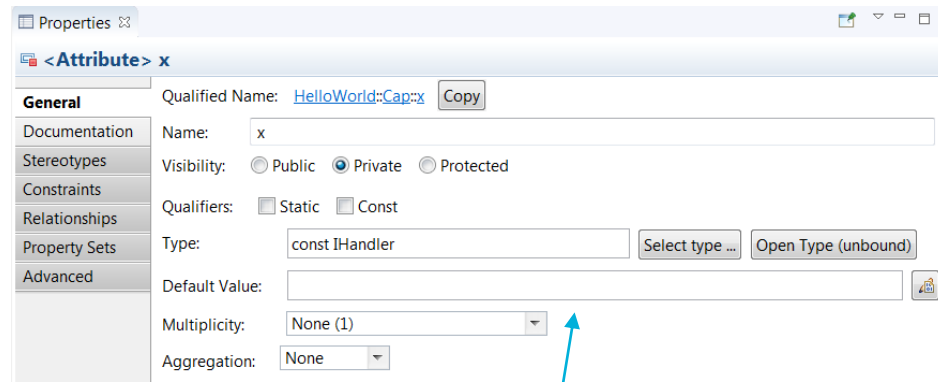 Properties
<Attribute> x
General
Documentation
Stereotypes
Constraints
Relationships
Property Sets
Advanced
Qualified Name: HelloWorld::Cap::x Copy
Name: x
Visibility: Public Private Protected
Qualifiers: Static Const
Type: const IHandler Select type ... Open Type (unbound)
Default Value:
Multiplicity: None (1)
Aggregation: None